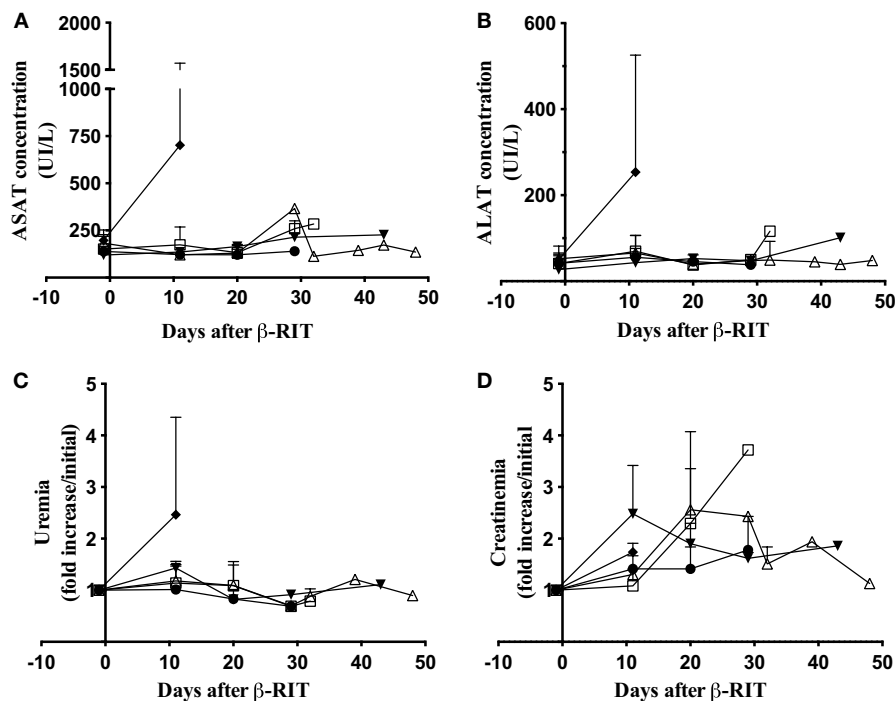 A
2000
1500
1000
750
500
250
ASAT concentration
(UI/L)
-10 0 10 20 30 40 50
Days after β-RIT
B
600
400
200
ALAT concentration
(UI/L)
-10 0 10 20 30 40 50
Days after β-RIT
C
5
4
3
2
1
Uremia
(fold increase/initial)
-10 0 10 20 30 40 50
Days after β-RIT
D
5
4
3
2
1
Creatinemia
(fold increase/initial)
-10 0 10 20 30 40 50
Days after β-RIT